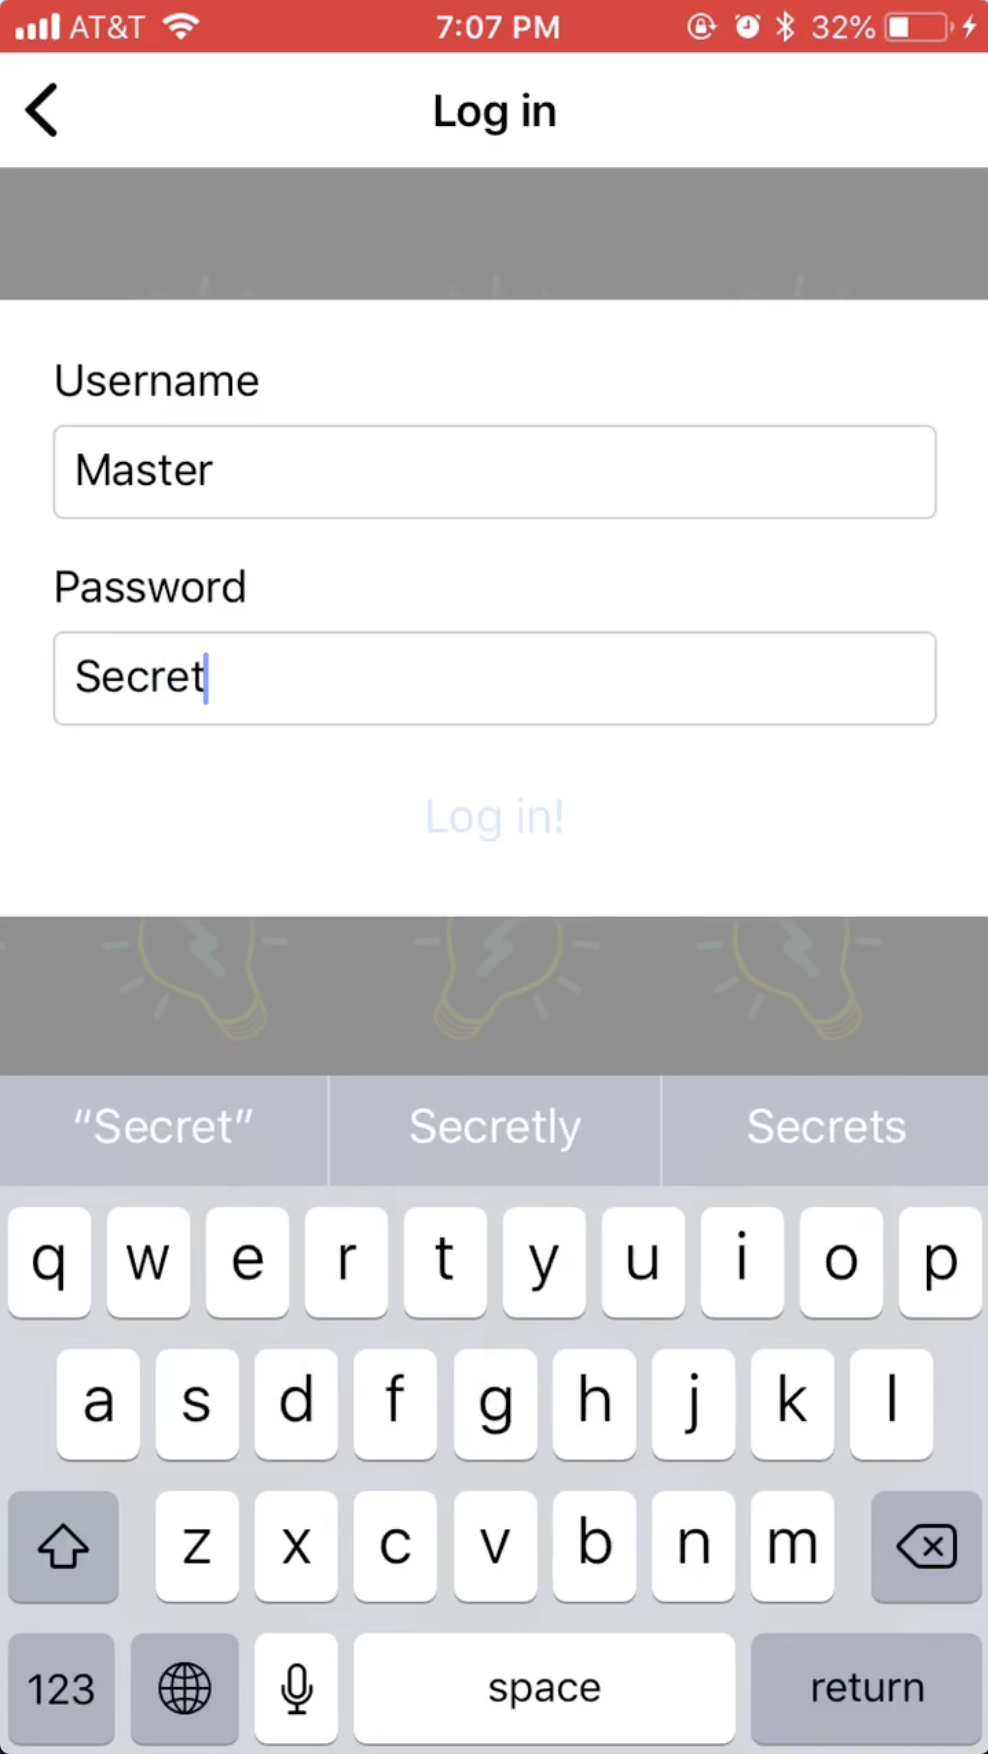 AT&T 7:07 PM 32%
Log in
Username
Master
Password
Secret
Log in!
“Secret” Secretly Secrets
q w e r t y u i o p
a s d f g h j k l
z x c v b n m
123 space return